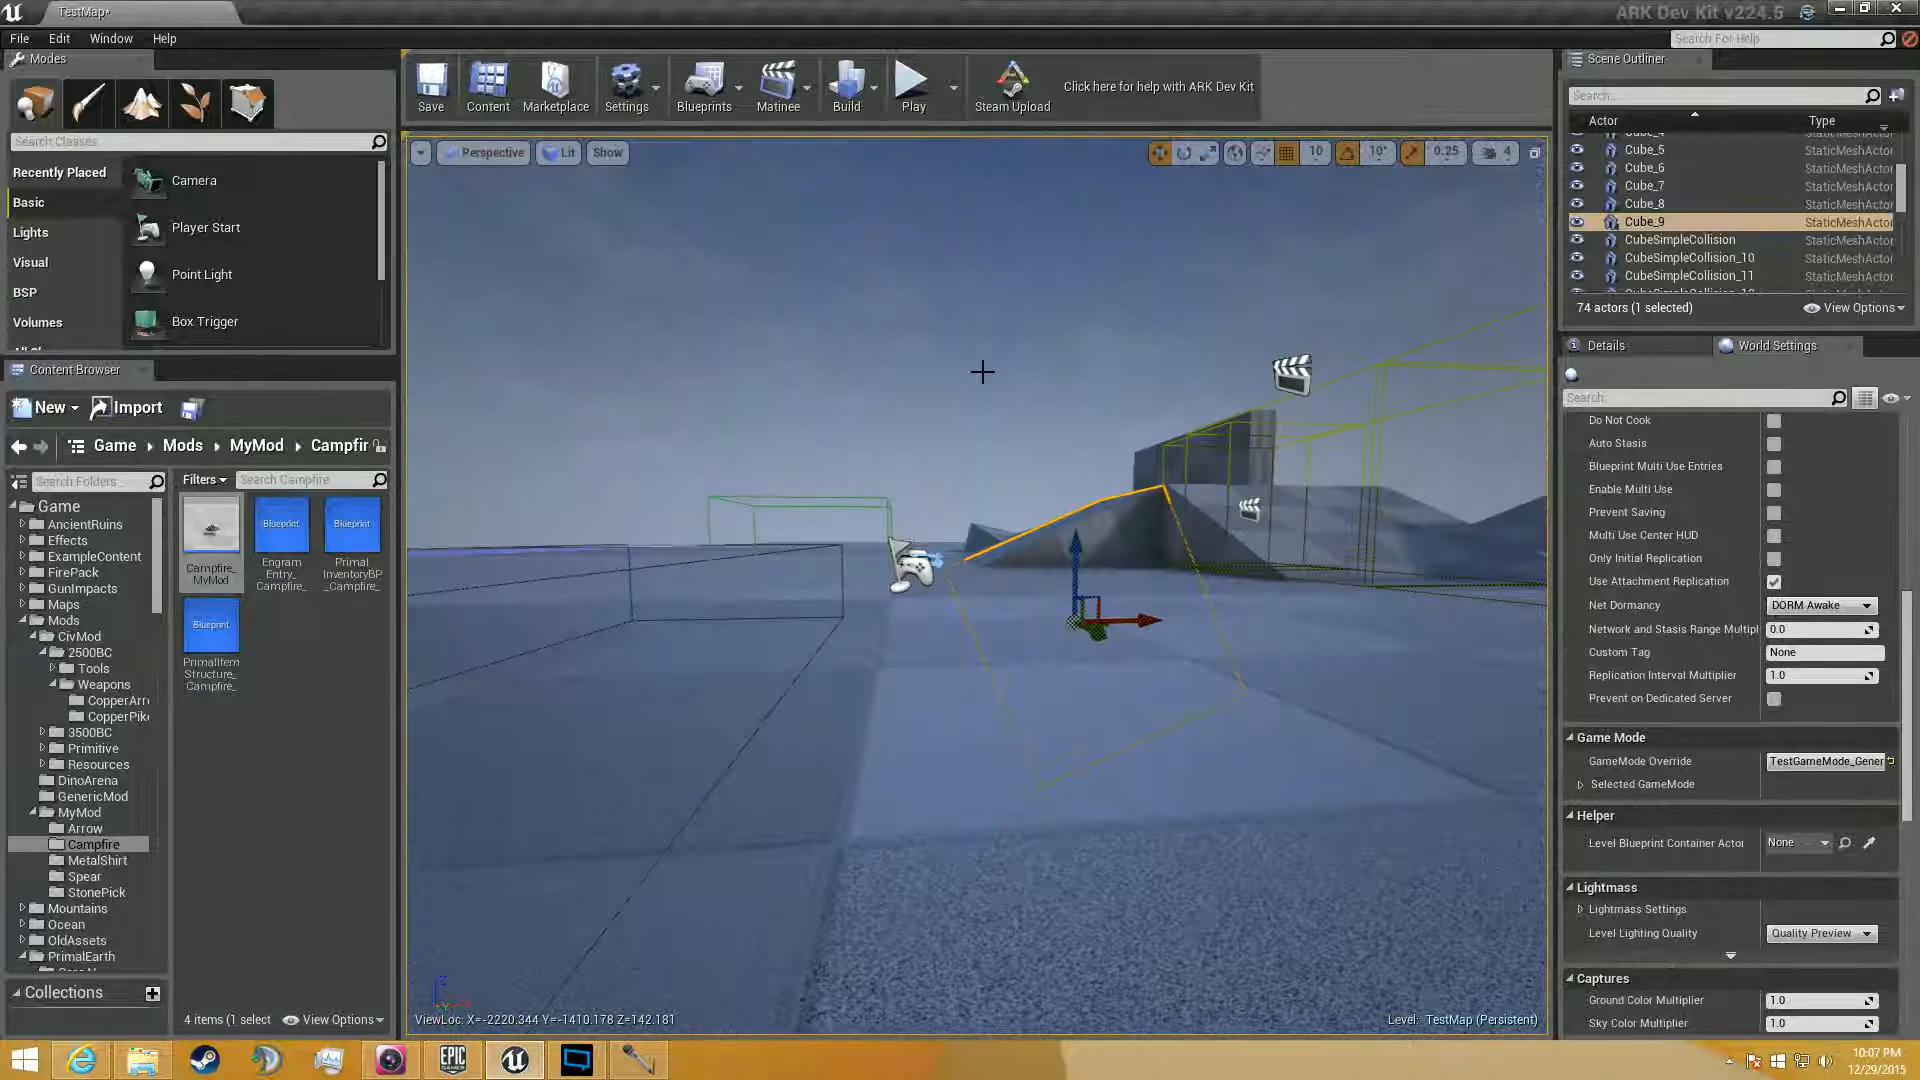 TestMap*
ARK Dev Kit v224.5
File Edit Window Help
Search For Help
Modes
Search Classes
Recently Placed
Basic
Lights
Visual
BSP
Volumes
Camera
Player Start
Point Light
Box Trigger
Save Content Marketplace Settings Blueprints Matinee Build Play Steam Upload
Click here for help with ARK Dev Kit
Perspective Lit Show
10 10° 0.25 4
Scene Outliner
Search...
Actor Type
Cube_4 StaticMeshActor
Cube_5 StaticMeshActor
Cube_6 StaticMeshActor
Cube_7 StaticMeshActor
Cube_8 StaticMeshActor
Cube_9 StaticMeshActor
CubeSimpleCollision StaticMeshActor
CubeSimpleCollision_10 StaticMeshActor
CubeSimpleCollision_11 StaticMeshActor
74 actors (1 selected) View Options
Details World Settings
Search
Do Not Cook
Auto Stasis
Blueprint Multi Use Entries
Enable Multi Use
Prevent Saving
Multi Use Center HUD
Only Initial Replication
Use Attachment Replication
Net Dormancy DORM Awake
Network and Stasis Range Multipl 0.0
Custom Tag None
Replication Interval Multiplier 1.0
Prevent on Dedicated Server
Game Mode
GameMode Override TestGameMode_Gener
Selected GameMode
Helper
Level Blueprint Container Actor None
Lightmass
Lightmass Settings
Level Lighting Quality Quality Preview
Captures
Ground Color Multiplier 1.0
Sky Color Multiplier 1.0
Content Browser
New Import
Game Mods MyMod Campfir
Search Folders
Filters Search Campfire
Game
AncientRuins
Effects
ExampleContent
FirePack
GunImpacts
Maps
Mods
CivMod
2500BC
Tools
Weapons
CopperArr
CopperPik
3500BC
Primitive
Resources
DinoArena
GenericMod
MyMod
Arrow
Campfire
MetalShirt
Spear
StonePick
Mountains
Ocean
OldAssets
PrimalEarth
Campfire_
MyMod
Blueprint
Engram
Entry_
Campfire_
Blueprint
Primal
InventoryBP
_Campfire_
Blueprint
PrimalItem
Structure_
Campfire_
Collections
4 items (1 select View Options
ViewLoc: X=-2220.344 Y=-1410.178 Z=142.181
Level: TestMap (Persistent)
EPIC
GAMES
10:07 PM
12/29/2015